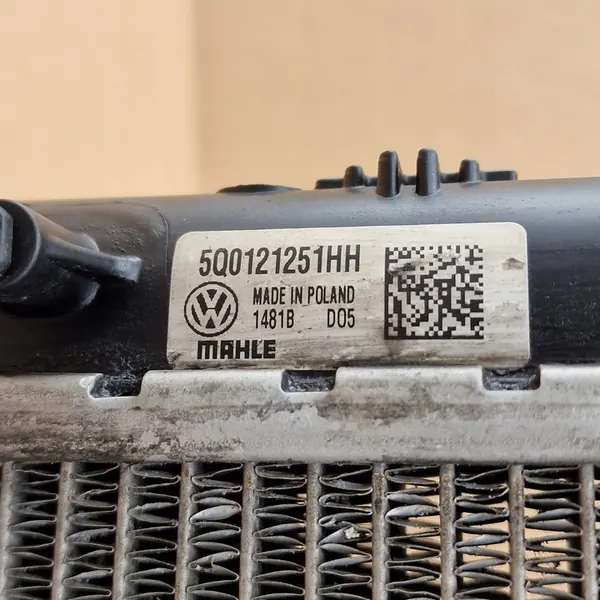 5Q0121251HH
MADE IN POLAND
1481B D05
MAHLE